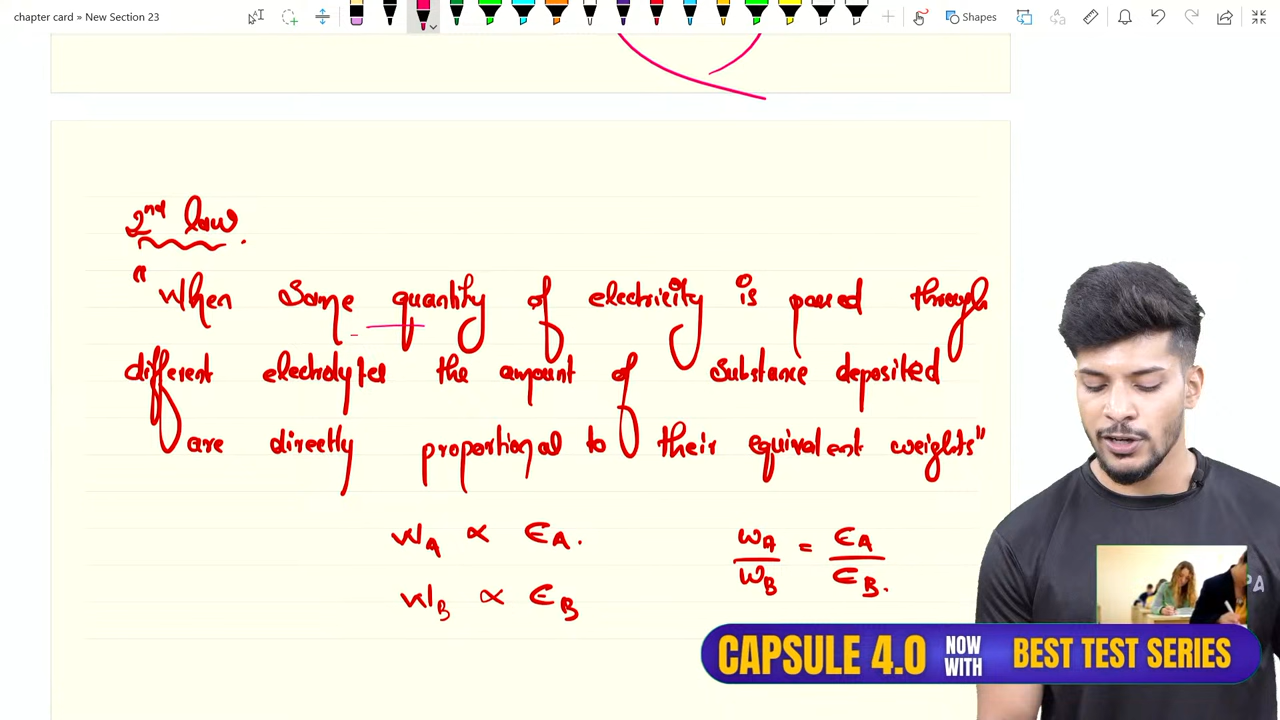 chapter card » New Section 23
Shapes
2nd law.
"When Same quantity of electricity is passed through
different electrolytes the amount of Substance deposited
are directly proportional to their equivalent weights"
WA ∝ EA.
WB ∝ EB
WA/WB = EA/EB.
PA
CAPSULE 4.0 NOW WITH BEST TEST SERIES